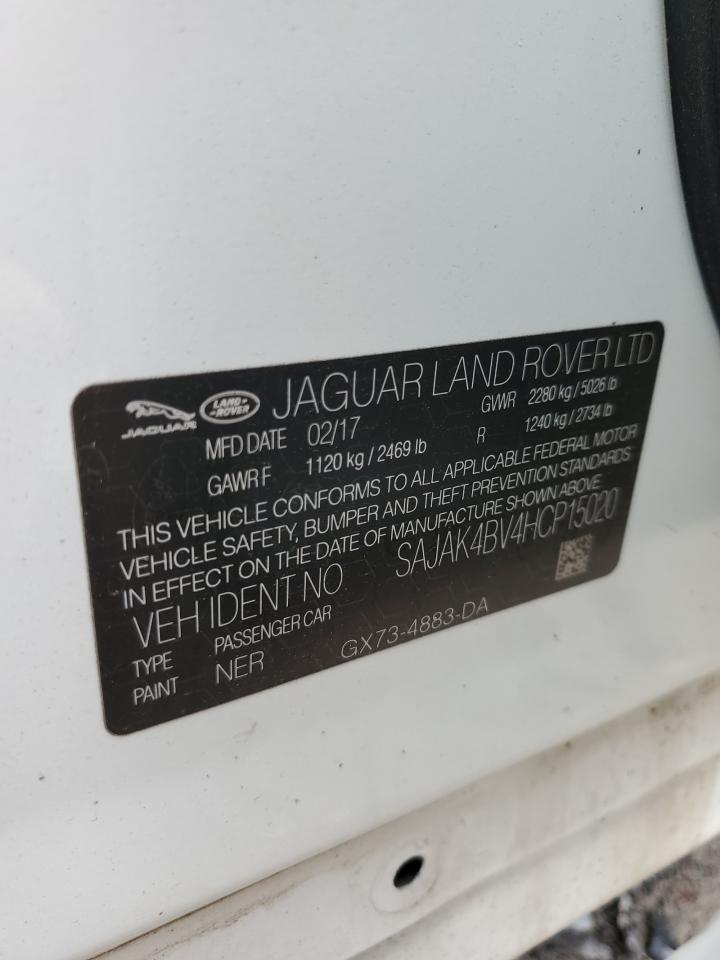 JAGUAR LAND-ROVER JAGUAR LAND ROVER LTD
MFD DATE 02/17 GWWR 2280 kg / 5026 lb
GAWR F 1120 kg / 2469 lb R 1240 kg / 2734 lb
THIS VEHICLE CONFORMS TO ALL APPLICABLE FEDERAL MOTOR
VEHICLE SAFETY, BUMPER AND THEFT PREVENTION STANDARDS
IN EFFECT ON THE DATE OF MANUFACTURE SHOWN ABOVE
VEH IDENT NO SAJAK4BV4HCP15020
TYPE PASSENGER CAR
PAINT NER GX73-4883-DA